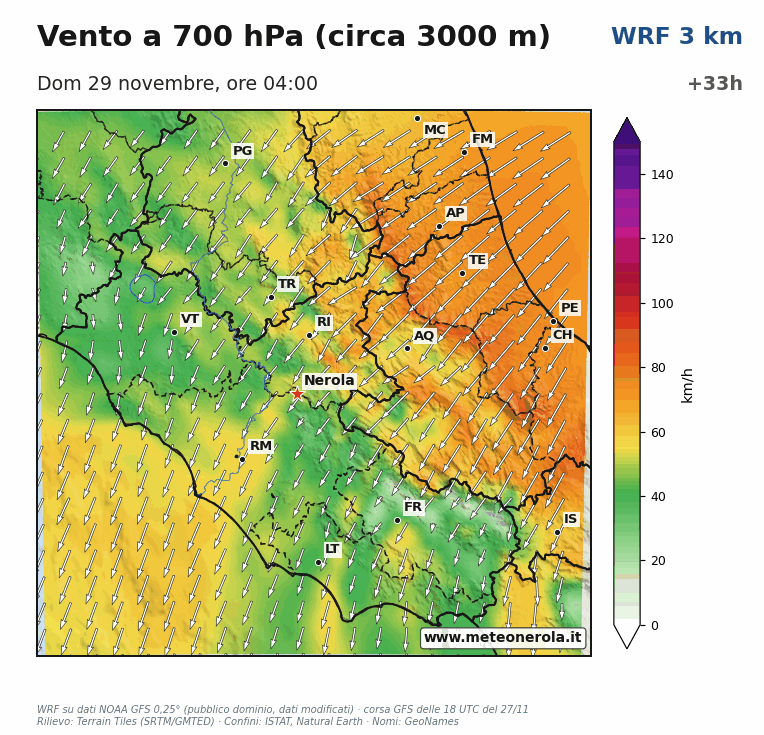 Vento a 700 hPa (circa 3000 m)
WRF 3 km
Dom 29 novembre, ore 04:00
+33h
MC
FM
PG
AP
TE
TR
PE
VT
RI
CH
AQ
Nerola
RM
FR
IS
LT
www.meteonerola.it
140
120
100
80
60
40
20
0
km/h
WRF su dati NOAA GFS 0,25° (pubblico dominio, dati modificati) · corsa GFS delle 18 UTC del 27/11
Rilievo: Terrain Tiles (SRTM/GMTED) · Confini: ISTAT, Natural Earth · Nomi: GeoNames